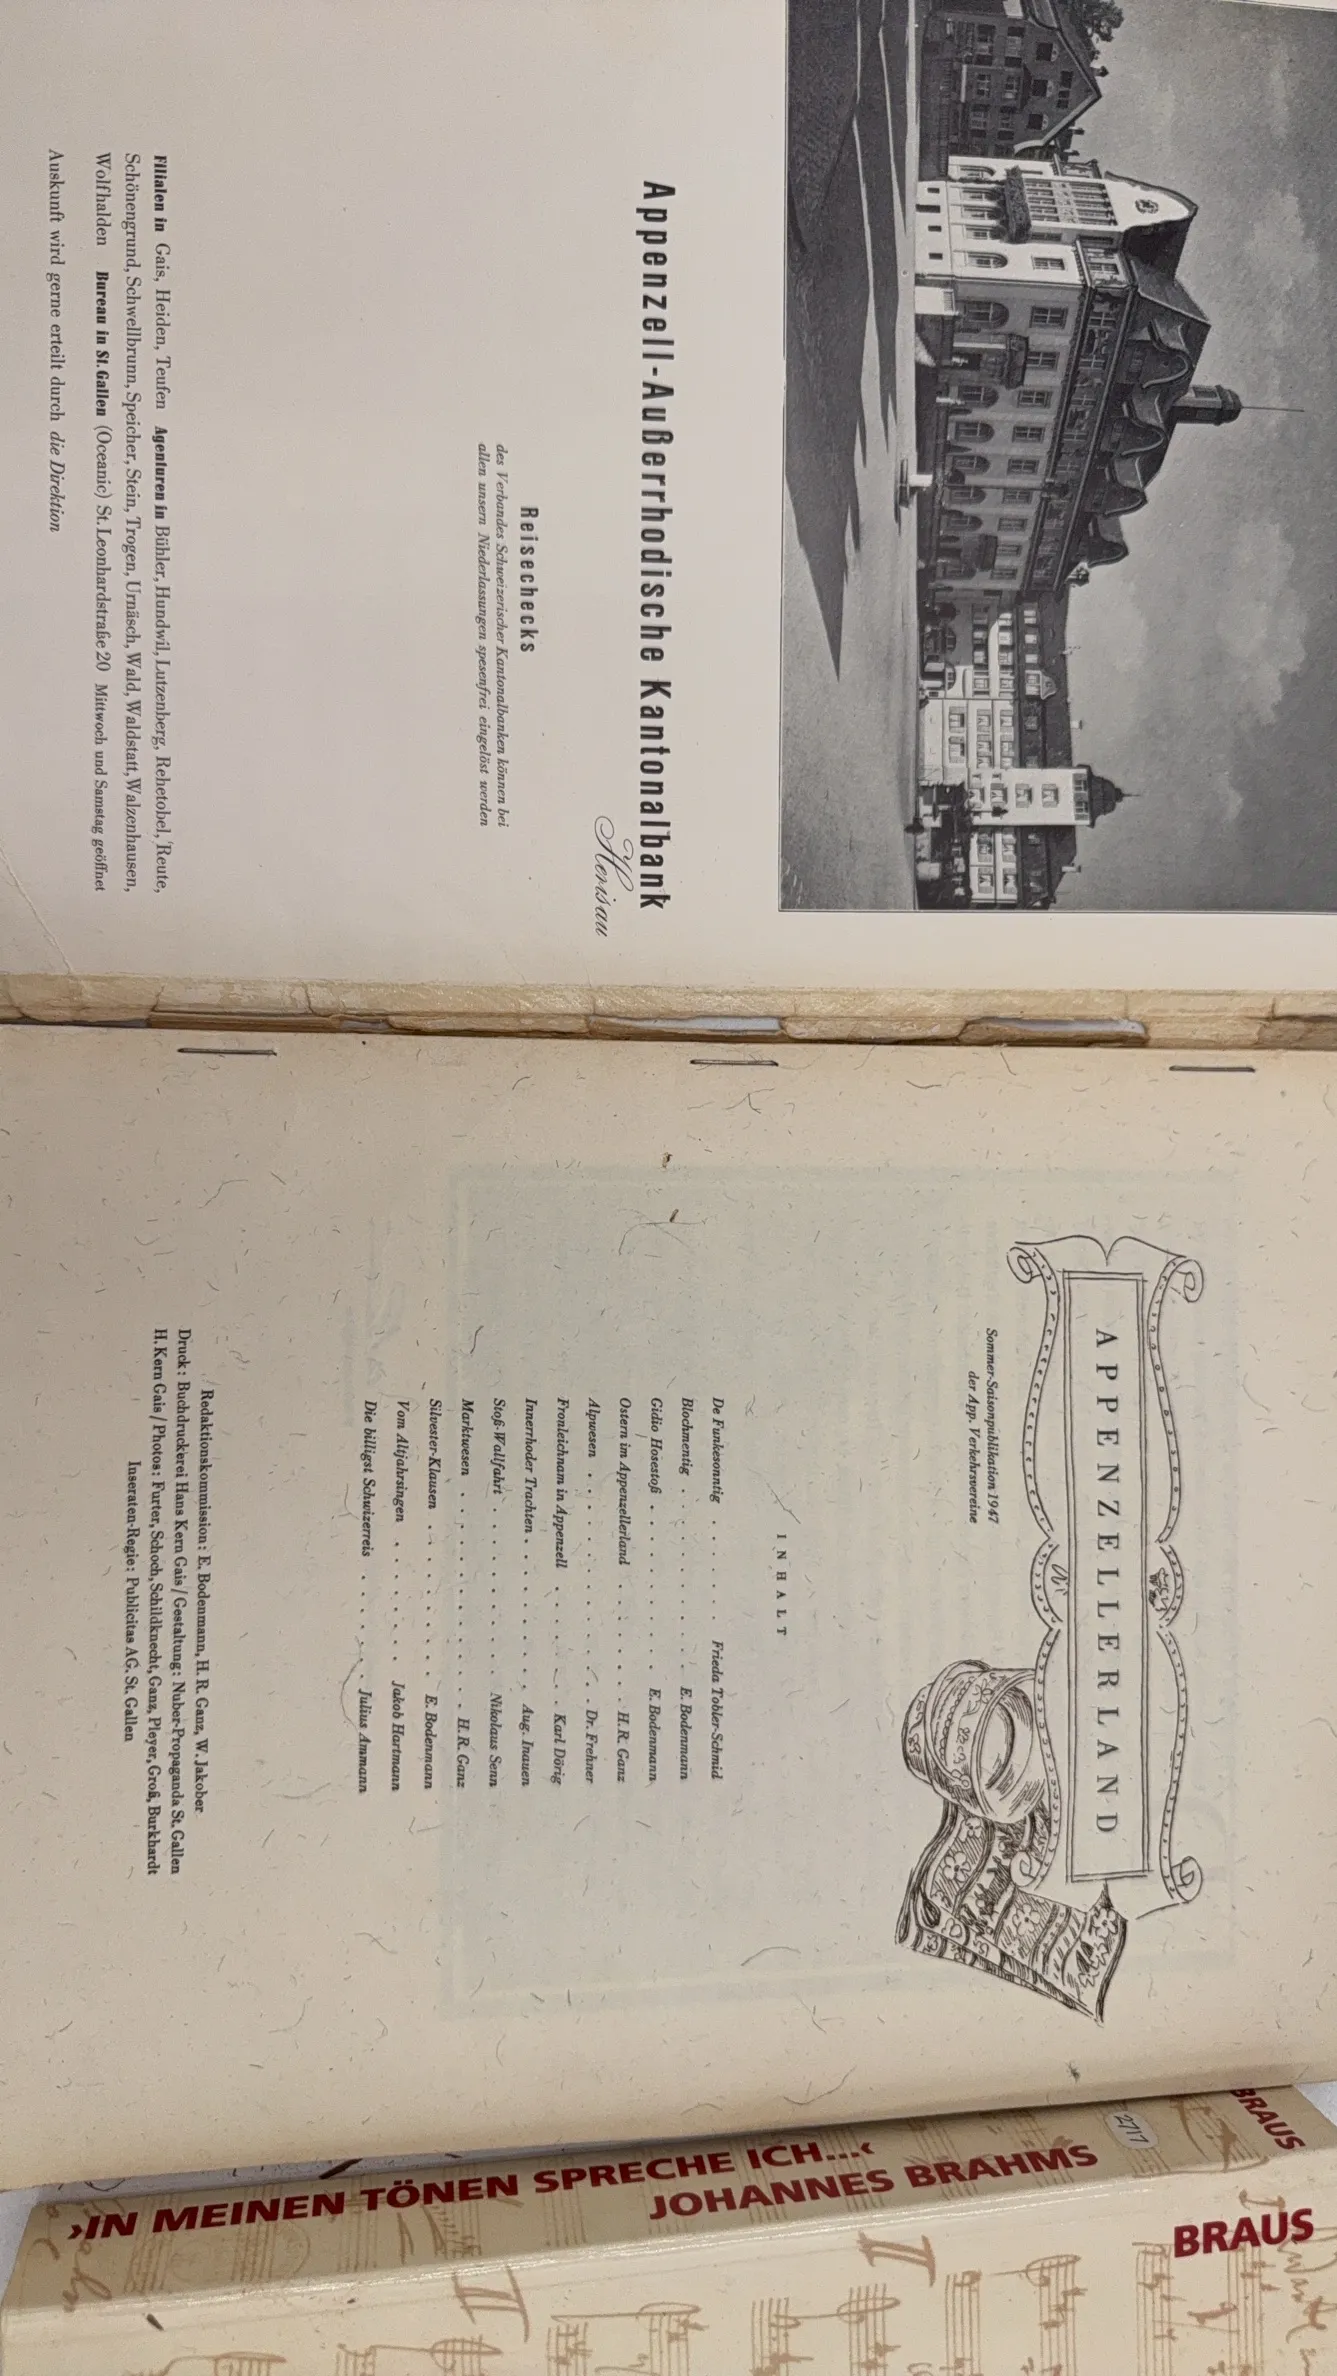 Appenzell-Außerrhodische Kantonalbank
Herisau
Reisechecks
des Verbandes Schweizerischer Kantonalbanken können bei
allen unsern Niederlassungen spesenfrei eingelöst werden
Filialen in Gais, Heiden, Teufen Agenturen in Bühler, Hundwil, Lutzenberg, Rehetobel, Reute,
Schönengrund, Schwellbrunn, Speicher, Stein, Trogen, Urnäsch, Wald, Waldstatt, Walzenhausen,
Wolfhalden Bureau in St. Gallen (Oceanic) St. Leonhardstraße 20 Mittwoch und Samstag geöffnet
Auskunft wird gerne erteilt durch die Direktion
APPENZELLERLAND
Sommer-Saisonpublikation 1947
der App. Verkehrsvereine
INHALT
De Funkesonntig . . . . . . Frieda Tobler-Schmid
Blochmentig . . . . . . . . . E. Bodenmann
Gidio Hosestoß . . . . . . . . . E. Bodenmann
Ostern im Appenzellerland . . . . . . H. R. Ganz
Alpwesen . . . . . . . . . . Dr. Frehner
Fronleichnam in Appenzell . . . . . . Karl Dörig
Innerrhoder Trachten . . . . . . . . Aug. Inauen
Stoß-Wallfahrt . . . . . . . . . Nikolaus Senn
Marktwesen . . . . . . . . . . . H. R. Ganz
Silvester-Klausen . . . . . . . . E. Bodenmann
Vom Altjahrsingen . . . . . . . Jakob Hartmann
Die billigst Schwizerreis . . . . . . Julius Ammann
Redaktionskommission: E. Bodenmann, H. R. Ganz, W. Jakober
Druck: Buchdruckerei Hans Kern Gais / Gestaltung: Nuber-Propaganda St. Gallen
H. Kern Gais / Photos: Furter, Schoch, Schildknecht, Ganz, Pleyer, Groß, Burkhardt
Inseraten-Regie: Publicitas AG. St. Gallen
›IN MEINEN TÖNEN SPRECHE ICH...‹
JOHANNES BRAHMS
2717
BRAUS
BRAUS